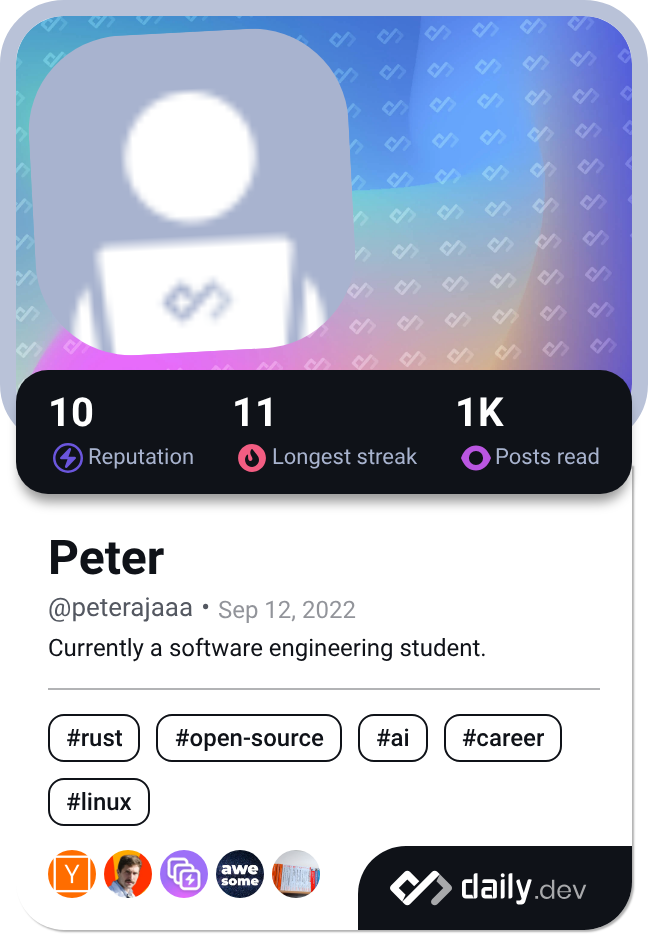 10 11 1K
Reputation Longest streak Posts read
Peter
@peterajaaa • Sep 12, 2022
Currently a software engineering student.
#rust #open-source #ai #career
#linux
Y
awe
some
daily.dev